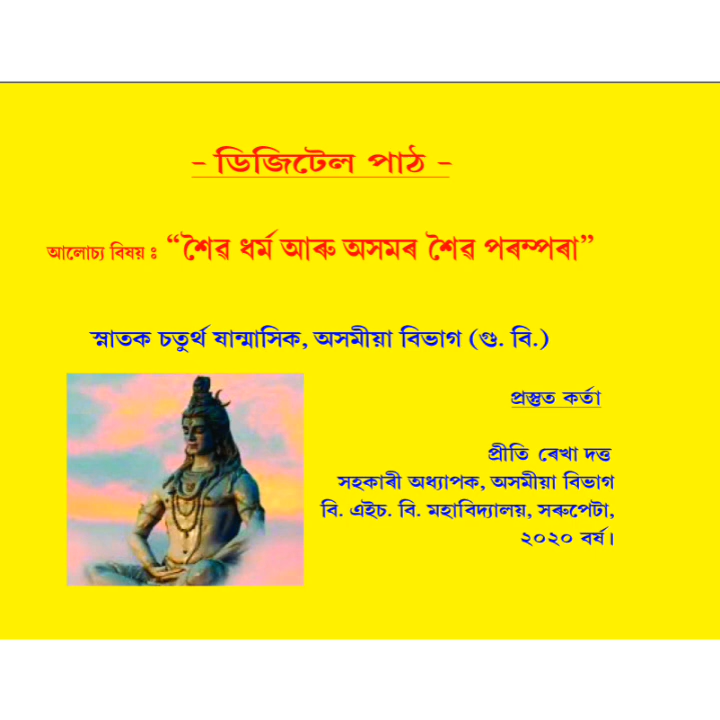 - ডিজিটেল পাঠ -
আলোচ্য বিষয় ঃ “শৈৱ ধৰ্ম আৰু অসমৰ শৈৱ পৰম্পৰা”
স্নাতক চতুৰ্থ ষান্মাসিক, অসমীয়া বিভাগ (গু. বি.)
প্ৰস্তুত কৰ্তা
প্ৰীতি ৰেখা দত্ত
সহকাৰী অধ্যাপক, অসমীয়া বিভাগ
বি. এইচ. বি. মহাবিদ্যালয়, সৰুপেটা,
২০২০ বৰ্ষ।